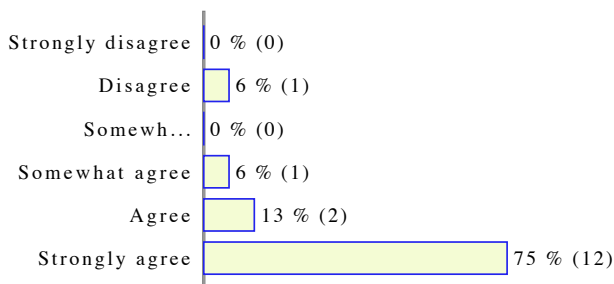 Strongly disagree 0 % (0)
Disagree 6 % (1)
Somewh... 0 % (0)
Somewhat agree 6 % (1)
Agree 13 % (2)
Strongly agree 75 % (12)